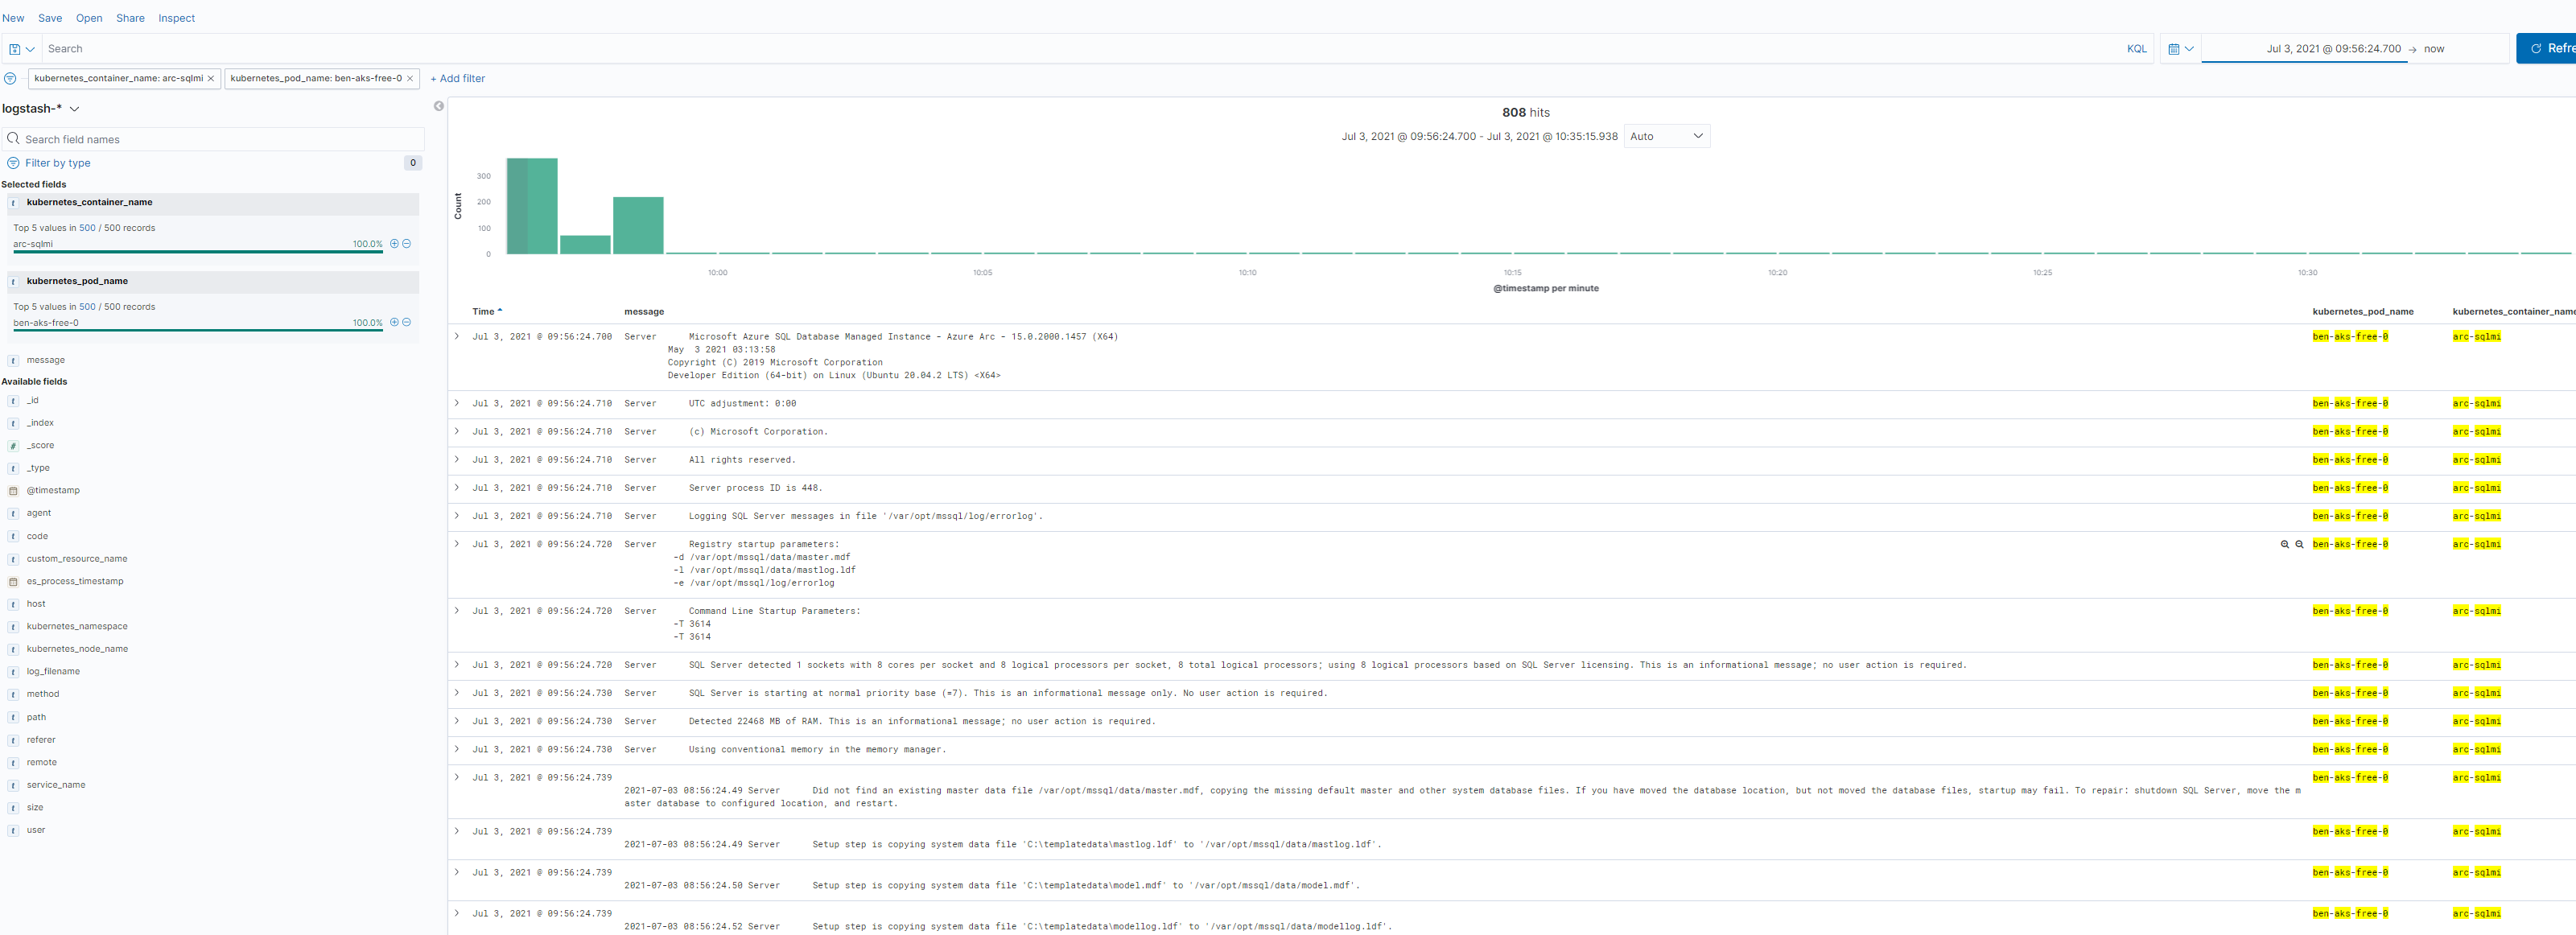 New Save Open Share Inspect
Search KQL Jul 3, 2021 @ 09:56:24.700 → now Refre
kubernetes_container_name: arc-sqlmi × kubernetes_pod_name: ben-aks-free-0 × + Add filter
logstash-*
Search field names
Filter by type 0
Selected fields
t kubernetes_container_name
Top 5 values in 500 / 500 records
arc-sqlmi 100.0%
t kubernetes_pod_name
Top 5 values in 500 / 500 records
ben-aks-free-0 100.0%
t message
Available fields
t _id
t _index
# _score
t _type
@timestamp
t agent
t code
t custom_resource_name
es_process_timestamp
t host
t kubernetes_namespace
t kubernetes_node_name
t log_filename
t method
t path
t referer
t remote
t service_name
t size
t user
808 hits
Jul 3, 2021 @ 09:56:24.700 - Jul 3, 2021 @ 10:35:15.938 Auto
Count
300
200
100
0
10:00 10:05 10:10 10:15 10:20 10:25 10:30
@timestamp per minute
Time message kubernetes_pod_name kubernetes_container_name
Jul 3, 2021 @ 09:56:24.700 Server Microsoft Azure SQL Database Managed Instance - Azure Arc - 15.0.2000.1457 (X64) ben-aks-free-0 arc-sqlmi
May 3 2021 03:13:58
Copyright (C) 2019 Microsoft Corporation
Developer Edition (64-bit) on Linux (Ubuntu 20.04.2 LTS) <X64>
Jul 3, 2021 @ 09:56:24.710 Server UTC adjustment: 0:00 ben-aks-free-0 arc-sqlmi
Jul 3, 2021 @ 09:56:24.710 Server (c) Microsoft Corporation. ben-aks-free-0 arc-sqlmi
Jul 3, 2021 @ 09:56:24.710 Server All rights reserved. ben-aks-free-0 arc-sqlmi
Jul 3, 2021 @ 09:56:24.710 Server Server process ID is 448. ben-aks-free-0 arc-sqlmi
Jul 3, 2021 @ 09:56:24.710 Server Logging SQL Server messages in file '/var/opt/mssql/log/errorlog'. ben-aks-free-0 arc-sqlmi
Jul 3, 2021 @ 09:56:24.720 Server Registry startup parameters: ben-aks-free-0 arc-sqlmi
-d /var/opt/mssql/data/master.mdf
-l /var/opt/mssql/data/mastlog.ldf
-e /var/opt/mssql/log/errorlog
Jul 3, 2021 @ 09:56:24.720 Server Command Line Startup Parameters: ben-aks-free-0 arc-sqlmi
-T 3614
-T 3614
Jul 3, 2021 @ 09:56:24.720 Server SQL Server detected 1 sockets with 8 cores per socket and 8 logical processors per socket, 8 total logical processors; using 8 logical processors based on SQL Server licensing. This is an informational message; no user action is required. ben-aks-free-0 arc-sqlmi
Jul 3, 2021 @ 09:56:24.730 Server SQL Server is starting at normal priority base (=7). This is an informational message only. No user action is required. ben-aks-free-0 arc-sqlmi
Jul 3, 2021 @ 09:56:24.730 Server Detected 22468 MB of RAM. This is an informational message; no user action is required. ben-aks-free-0 arc-sqlmi
Jul 3, 2021 @ 09:56:24.730 Server Using conventional memory in the memory manager. ben-aks-free-0 arc-sqlmi
Jul 3, 2021 @ 09:56:24.739 ben-aks-free-0 arc-sqlmi
2021-07-03 08:56:24.49 Server Did not find an existing master data file /var/opt/mssql/data/master.mdf, copying the missing default master and other system database files. If you have moved the database location, but not moved the database files, startup may fail. To repair: shutdown SQL Server, move the m
aster database to configured location, and restart.
Jul 3, 2021 @ 09:56:24.739 ben-aks-free-0 arc-sqlmi
2021-07-03 08:56:24.49 Server Setup step is copying system data file 'C:\templatedata\mastlog.ldf' to '/var/opt/mssql/data/mastlog.ldf'.
Jul 3, 2021 @ 09:56:24.739 ben-aks-free-0 arc-sqlmi
2021-07-03 08:56:24.50 Server Setup step is copying system data file 'C:\templatedata\model.mdf' to '/var/opt/mssql/data/model.mdf'.
Jul 3, 2021 @ 09:56:24.739 ben-aks-free-0 arc-sqlmi
2021-07-03 08:56:24.52 Server Setup step is copying system data file 'C:\templatedata\modellog.ldf' to '/var/opt/mssql/data/modellog.ldf'.